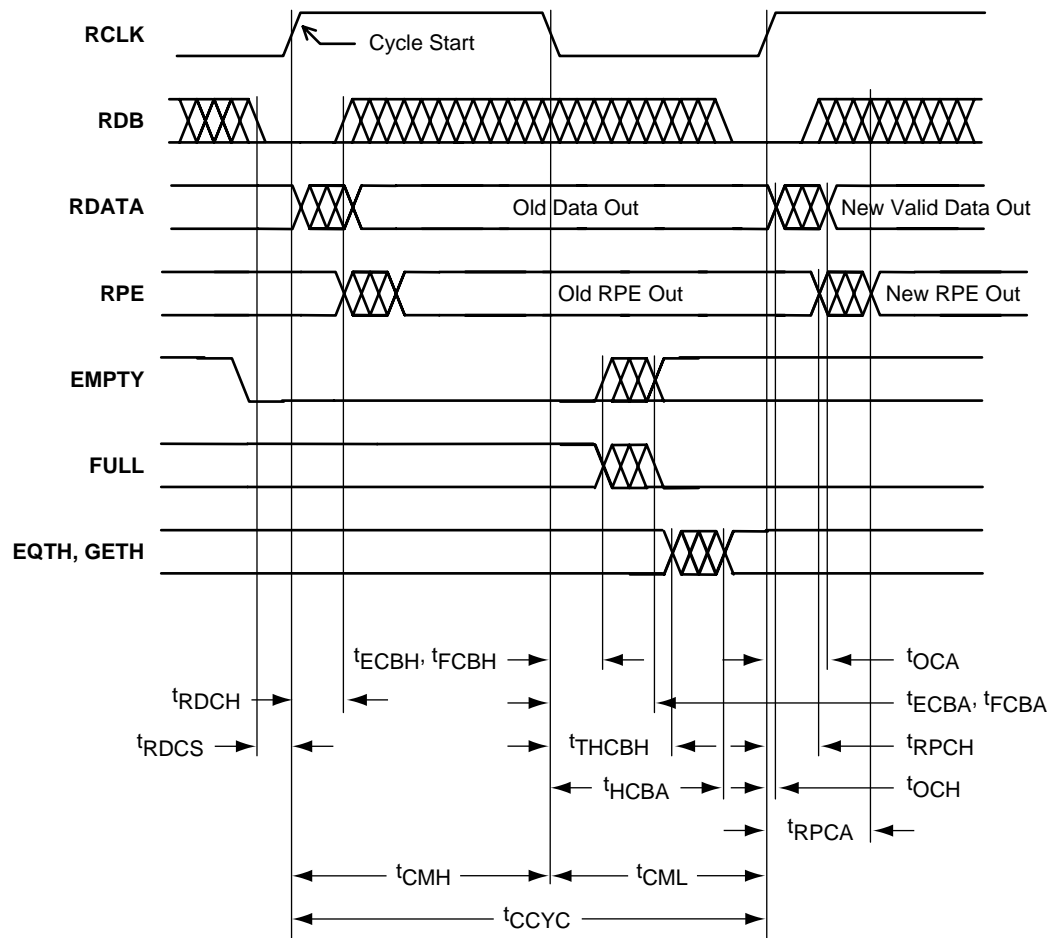 RCLK
Cycle Start
RDB
RDATA
Old Data Out
New Valid Data Out
RPE
Old RPE Out
New RPE Out
EMPTY
FULL
EQTH, GETH
tECBH, tFCBH
tOCA
tRDCH
tECBA, tFCBA
tRDCS
tTHCBH
tRPCH
tHCBA
tOCH
tRPCA
tCMH
tCML
tCCYC